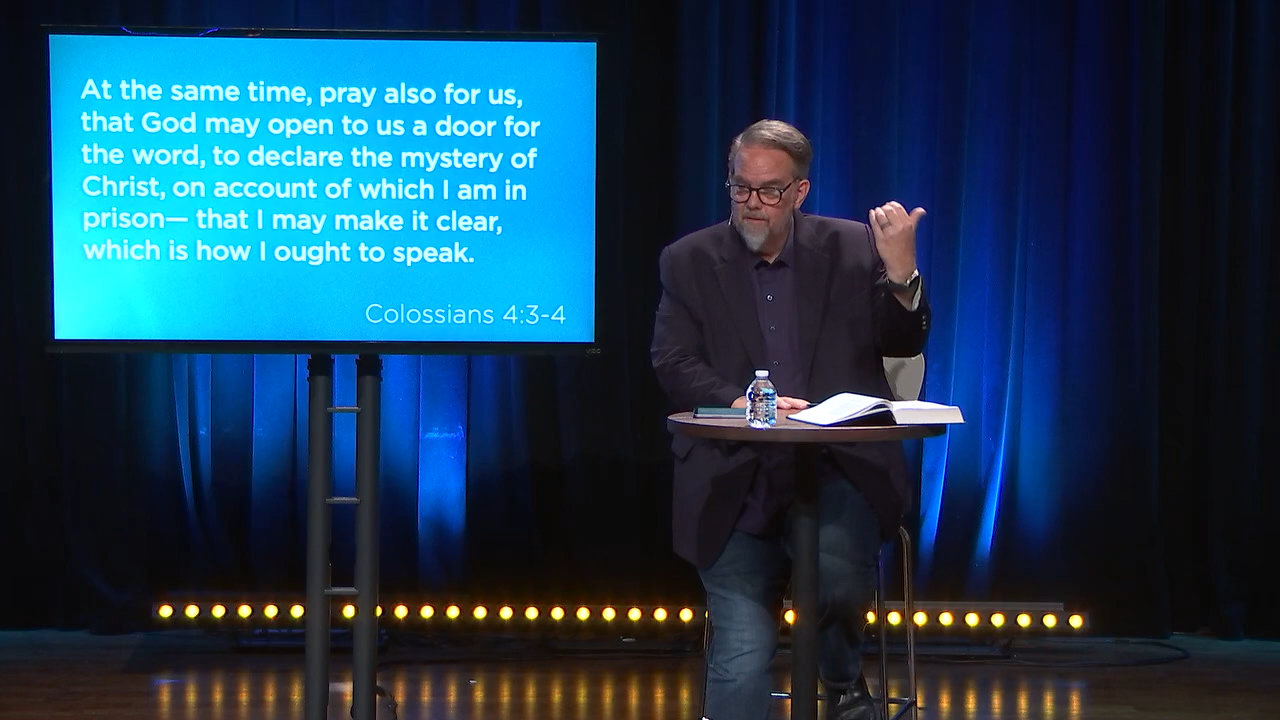 At the same time, pray also for us,
that God may open to us a door for
the word, to declare the mystery of
Christ, on account of which I am in
prison— that I may make it clear,
which is how I ought to speak.
Colossians 4:3-4